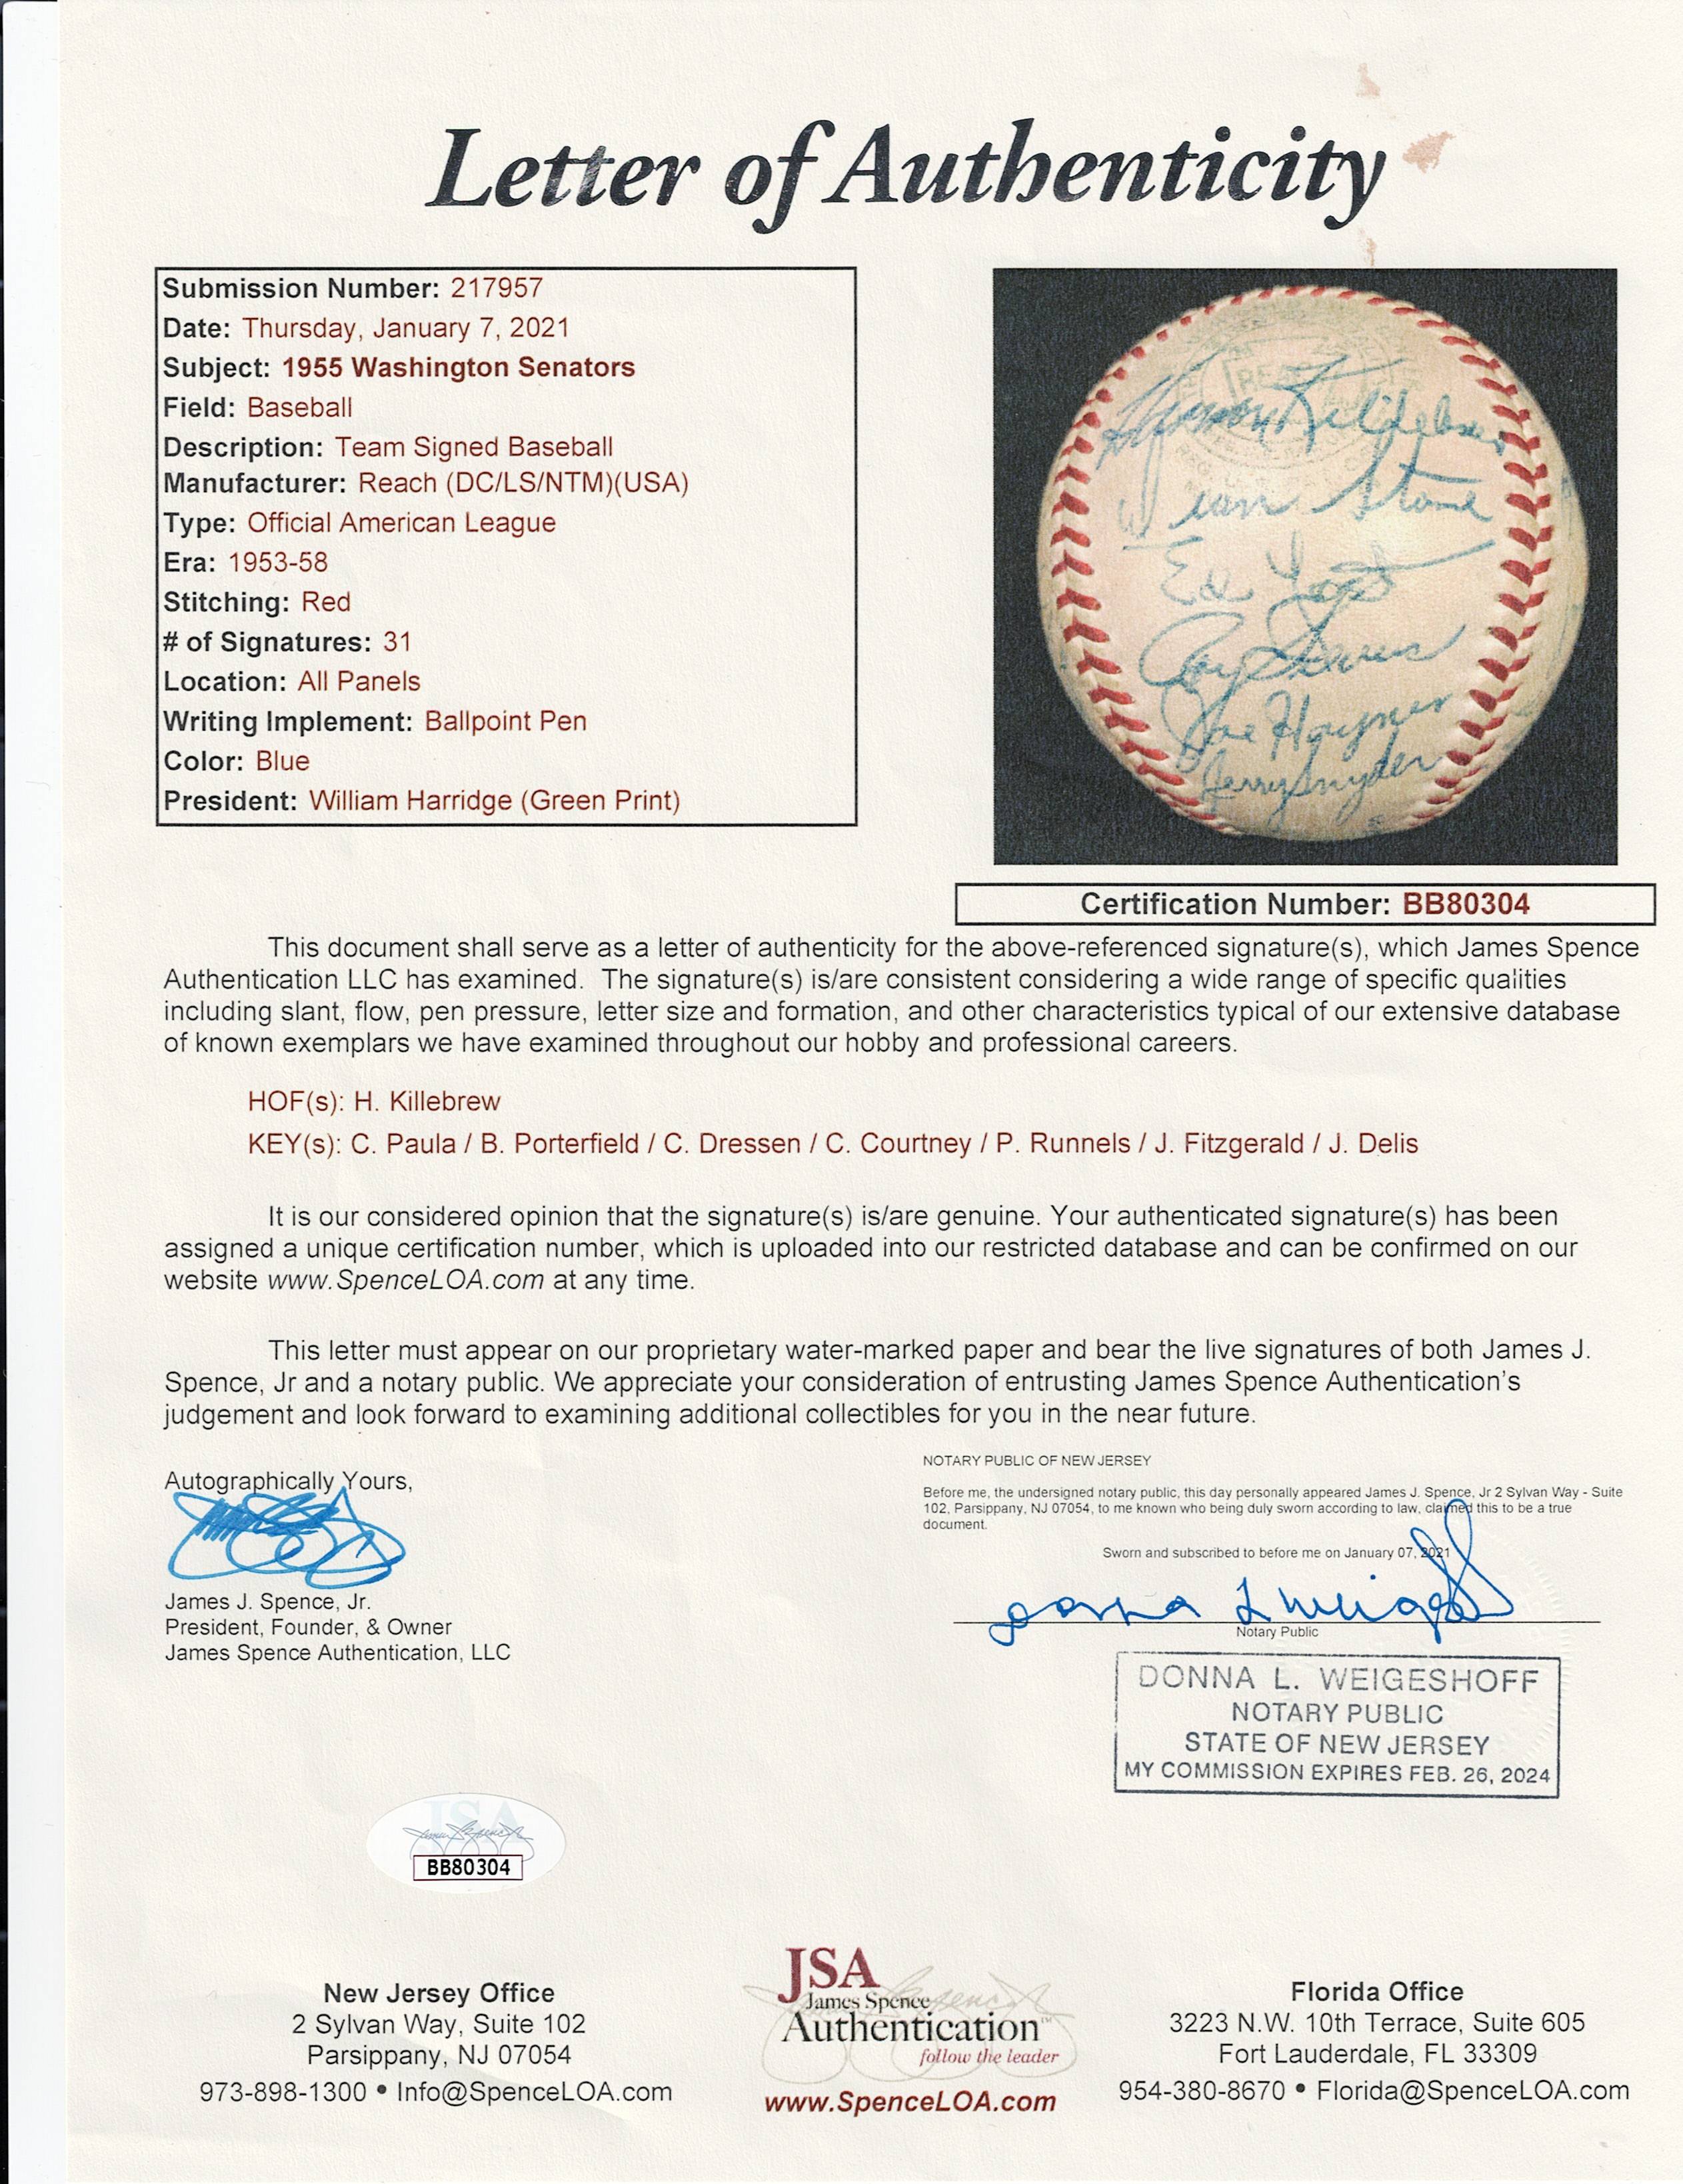 Letter of Authenticity
Submission Number: 217957
Date: Thursday, January 7, 2021
Subject: 1955 Washington Senators
Field: Baseball
Description: Team Signed Baseball
Manufacturer: Reach (DC/LS/NTM)(USA)
Type: Official American League
Era: 1953-58
Stitching: Red
# of Signatures: 31
Location: All Panels
Writing Implement: Ballpoint Pen
Color: Blue
President: William Harridge (Green Print)
Harmon Killebrew
Dean Stone
Ed Yost
Roy Sievers
Joe Haynes
Jerry Snyder
Certification Number: BB80304
This document shall serve as a letter of authenticity for the above-referenced signature(s), which James Spence
Authentication LLC has examined. The signature(s) is/are consistent considering a wide range of specific qualities
including slant, flow, pen pressure, letter size and formation, and other characteristics typical of our extensive database
of known exemplars we have examined throughout our hobby and professional careers.
HOF(s): H. Killebrew
KEY(s): C. Paula / B. Porterfield / C. Dressen / C. Courtney / P. Runnels / J. Fitzgerald / J. Delis
It is our considered opinion that the signature(s) is/are genuine. Your authenticated signature(s) has been
assigned a unique certification number, which is uploaded into our restricted database and can be confirmed on our
website www.SpenceLOA.com at any time.
This letter must appear on our proprietary water-marked paper and bear the live signatures of both James J.
Spence, Jr and a notary public. We appreciate your consideration of entrusting James Spence Authentication's
judgement and look forward to examining additional collectibles for you in the near future.
Autographically Yours,
James J. Spence, Jr.
President, Founder, & Owner
James Spence Authentication, LLC
NOTARY PUBLIC OF NEW JERSEY
Before me, the undersigned notary public, this day personally appeared James J. Spence, Jr 2 Sylvan Way - Suite
102, Parsippany, NJ 07054, to me known who being duly sworn according to law, claimed this to be a true
document.
Sworn and subscribed to before me on January 07, 2021
Donna L Weigeshoff
Notary Public
DONNA L. WEIGESHOFF
NOTARY PUBLIC
STATE OF NEW JERSEY
MY COMMISSION EXPIRES FEB. 26, 2024
JSA
BB80304
New Jersey Office
2 Sylvan Way, Suite 102
Parsippany, NJ 07054
973-898-1300 • Info@SpenceLOA.com
JSA
James Spence
Authentication™
follow the leader
www.SpenceLOA.com
Florida Office
3223 N.W. 10th Terrace, Suite 605
Fort Lauderdale, FL 33309
954-380-8670 • Florida@SpenceLOA.com